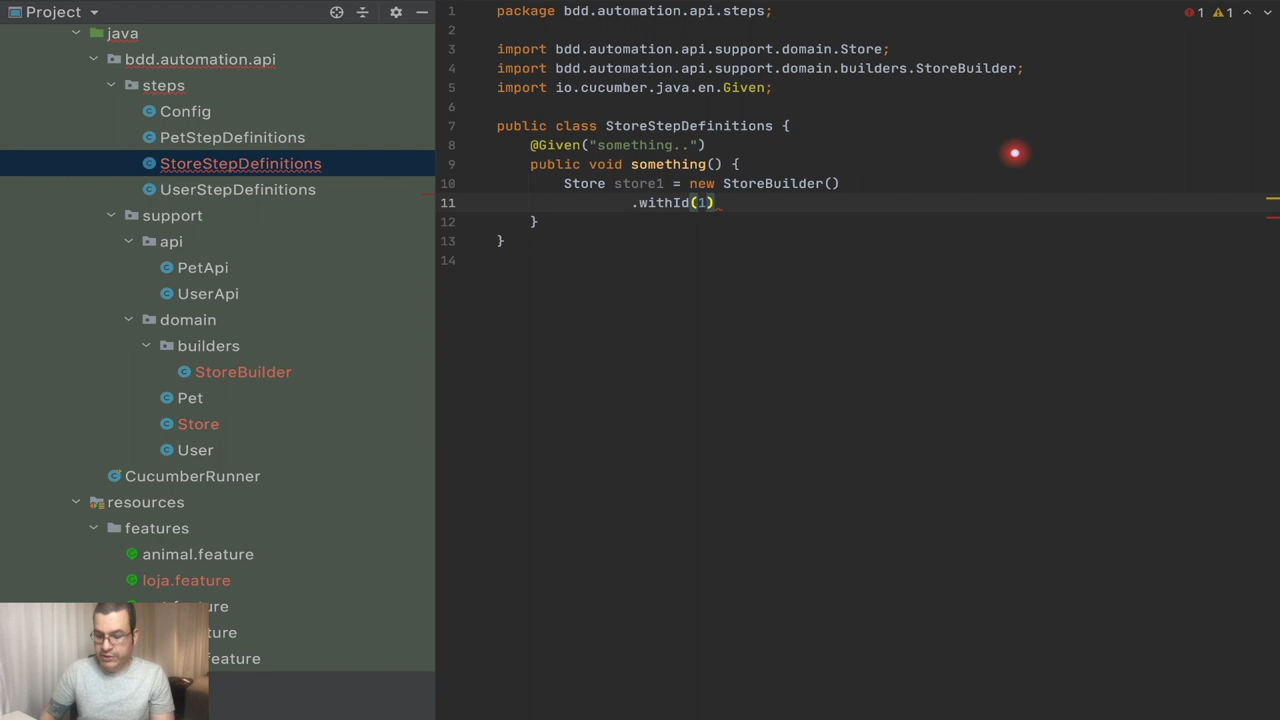 Project
java
bdd.automation.api
steps
Config
PetStepDefinitions
StoreStepDefinitions
UserStepDefinitions
support
api
PetApi
UserApi
domain
builders
StoreBuilder
Pet
Store
User
CucumberRunner
resources
features
animal.feature
loja.feature
.feature
ture
feature
1 package bdd.automation.api.steps;
2
3 import bdd.automation.api.support.domain.Store;
4 import bdd.automation.api.support.domain.builders.StoreBuilder;
5 import io.cucumber.java.en.Given;
6
7 public class StoreStepDefinitions {
8 @Given("something..")
9 public void something() {
10 Store store1 = new StoreBuilder()
11 .withId(1)
12 }
13 }
14
1 1